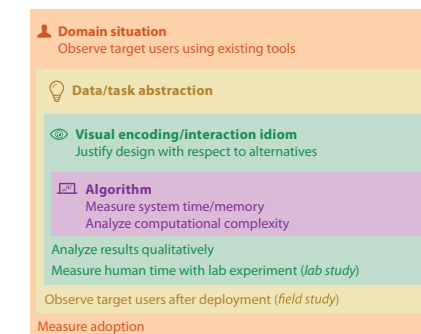 Domain situation
Observe target users using existing tools
Data/task abstraction
Visual encoding/interaction idiom
Justify design with respect to alternatives
Algorithm
Measure system time/memory
Analyze computational complexity
Analyze results qualitatively
Measure human time with lab experiment (lab study)
Observe target users after deployment (field study)
Measure adoption